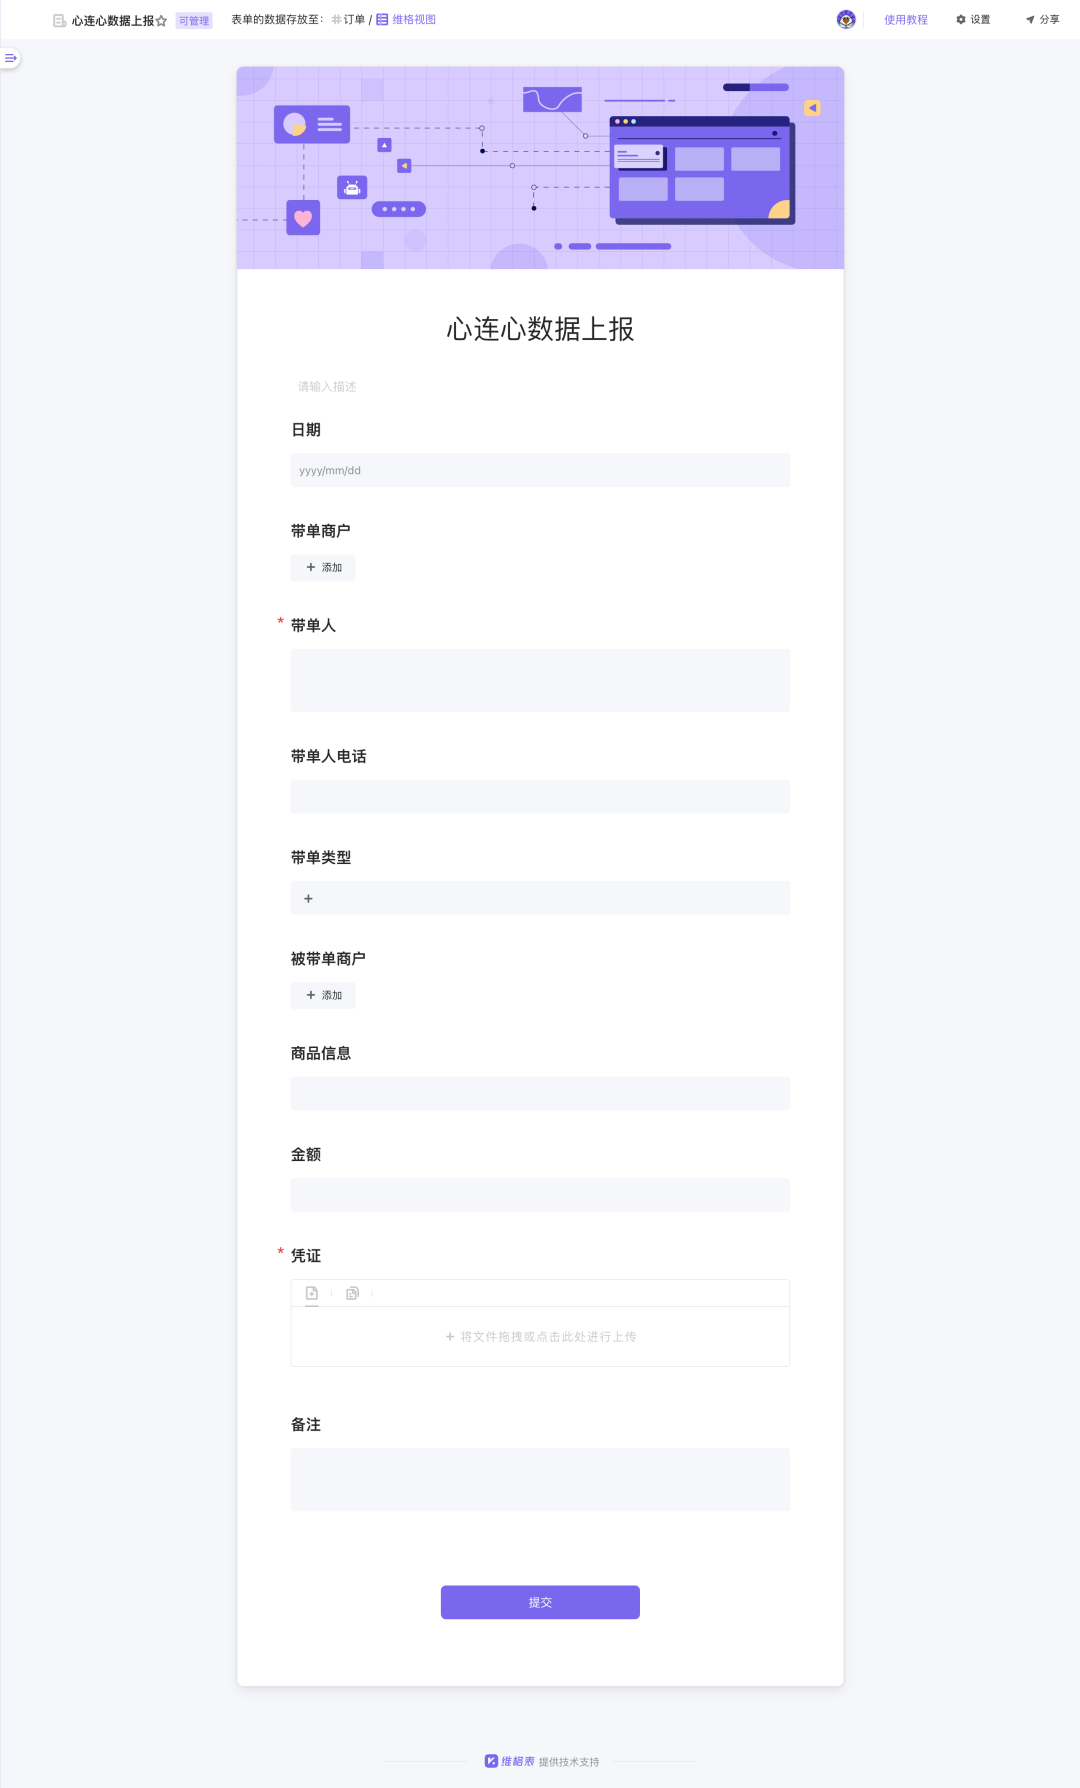 心连心数据上报 可管理 表单的数据存放至： 订单 / 维格视图 使用教程 设置 分享
心连心数据上报
请输入描述
日期
yyyy/mm/dd
带单商户
+ 添加
* 带单人
带单人电话
带单类型
+
被带单商户
+ 添加
商品信息
金额
* 凭证
+ 将文件拖拽或点击此处进行上传
备注
提交
维格表 提供技术支持